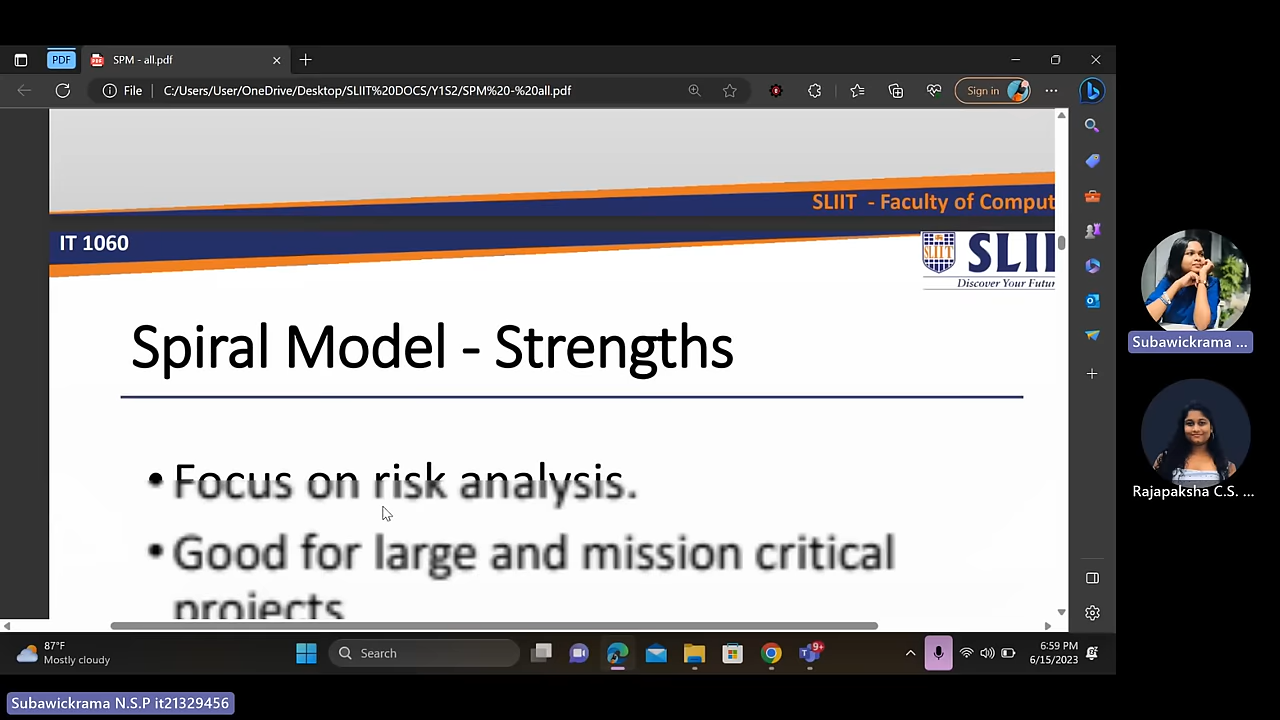 PDF
SPM - all.pdf
File
C:/Users/User/OneDrive/Desktop/SLIIT%20DOCS/Y1S2/SPM%20-%20all.pdf
Sign in
SLIIT - Faculty of Comput
IT 1060
SLIIT
SLII
Discover Your Futur
Spiral Model - Strengths
• Focus on risk analysis.
• Good for large and mission critical
projects
Subawickrama ...
Rajapaksha C.S. ...
87°F
Mostly cloudy
Search
9+
6:59 PM
6/15/2023
Subawickrama N.S.P it21329456